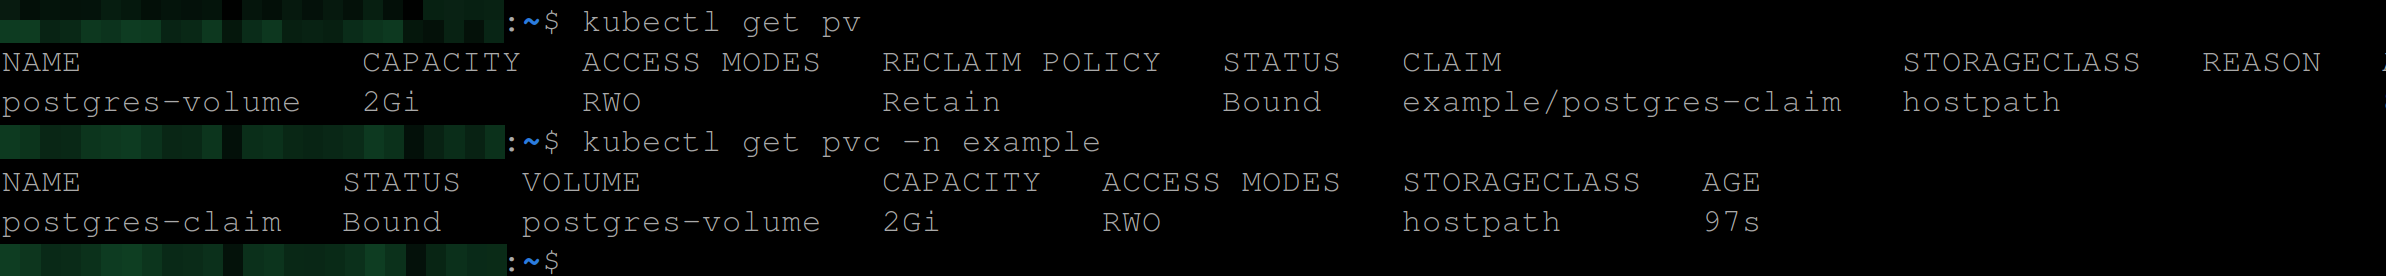 :~$ kubectl get pv
NAME CAPACITY ACCESS MODES RECLAIM POLICY STATUS CLAIM STORAGECLASS REASON
postgres-volume 2Gi RWO Retain Bound example/postgres-claim hostpath
:~$ kubectl get pvc -n example
NAME STATUS VOLUME CAPACITY ACCESS MODES STORAGECLASS AGE
postgres-claim Bound postgres-volume 2Gi RWO hostpath 97s
:~$